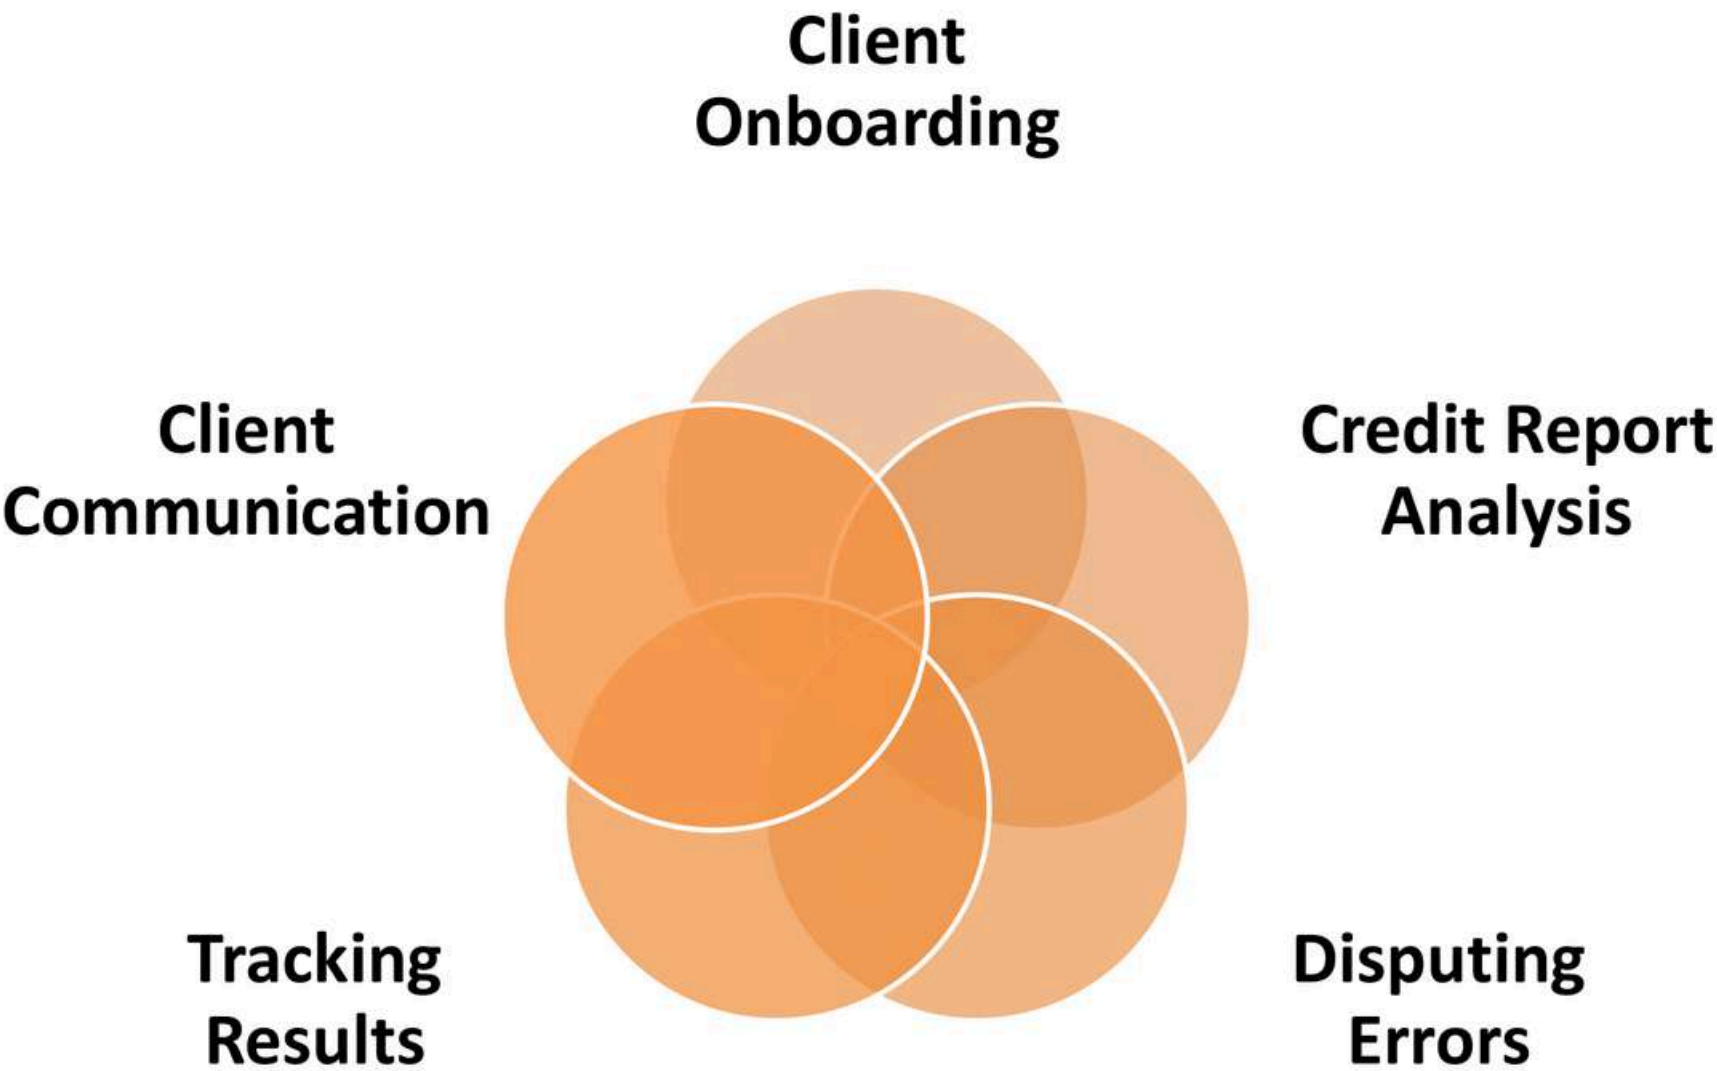 Client
Onboarding
Credit Report
Analysis
Disputing
Errors
Tracking
Results
Client
Communication